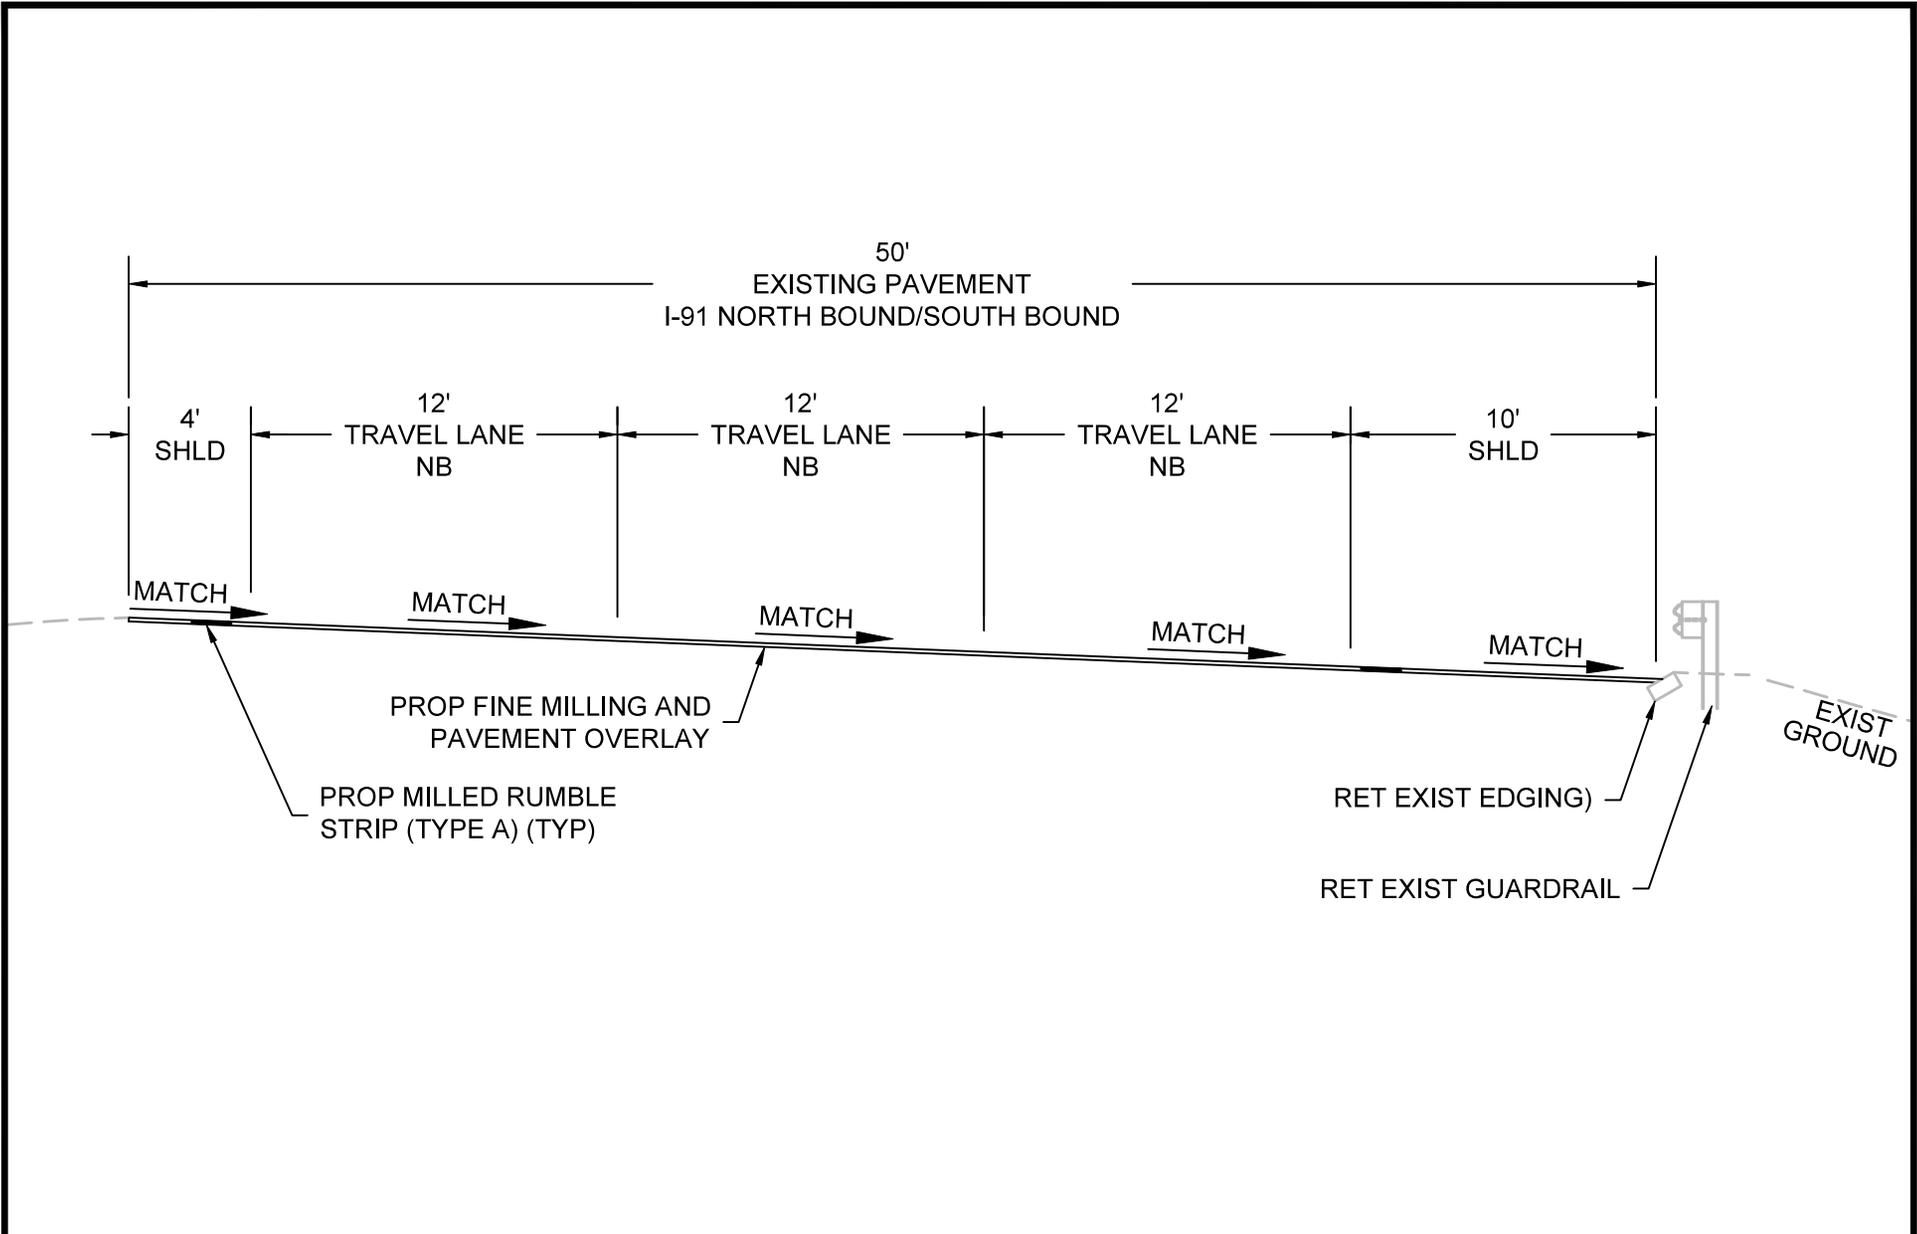 50'
EXISTING PAVEMENT
I-91 NORTH BOUND/SOUTH BOUND
4'
SHLD
12'
TRAVEL LANE
NB
12'
TRAVEL LANE
NB
12'
TRAVEL LANE
NB
10'
SHLD
MATCH
MATCH
MATCH
MATCH
MATCH
PROP FINE MILLING AND
PAVEMENT OVERLAY
EXIST
GROUND
PROP MILLED RUMBLE
STRIP (TYPE A) (TYP)
RET EXIST EDGING)
RET EXIST GUARDRAIL